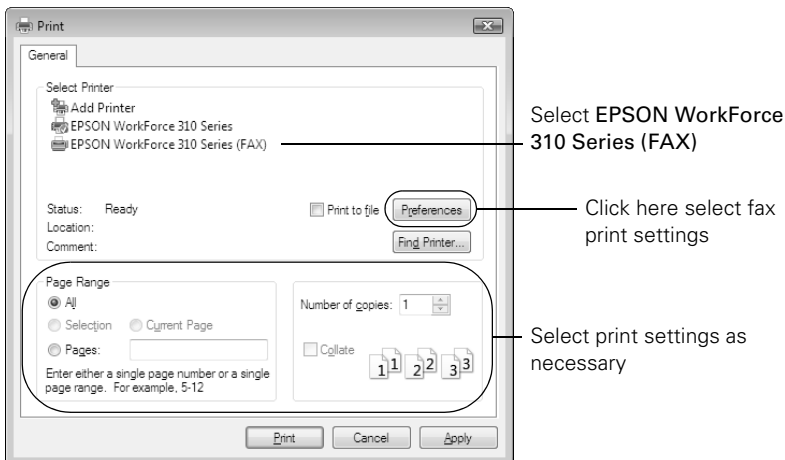 Print
General
Select Printer
Add Printer
EPSON WorkForce 310 Series
EPSON WorkForce 310 Series (FAX)
Select EPSON WorkForce
310 Series (FAX)
Status: Ready
Print to file
Preferences
Location:
Comment:
Find Printer...
Click here select fax
print settings
Page Range
All
Selection
Current Page
Pages:
Enter either a single page number or a single
page range. For example, 5-12
Number of copies: 1
Collate
1 1 2 2 3 3
Select print settings as
necessary
Print
Cancel
Apply